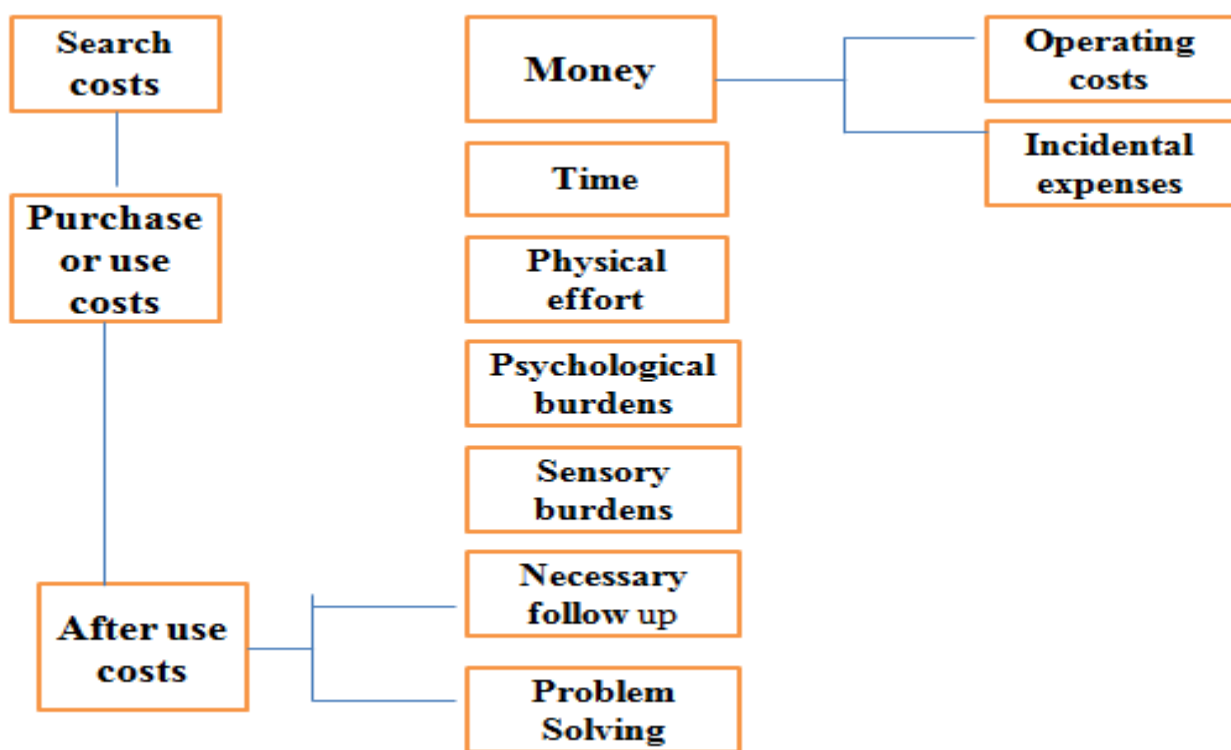 Search
costs
Purchase
or use
costs
After use
costs
Money
Time
Physical
effort
Psychological
burdens
Sensory
burdens
Necessary
follow up
Problem
Solving
Operating
costs
Incidental
expenses